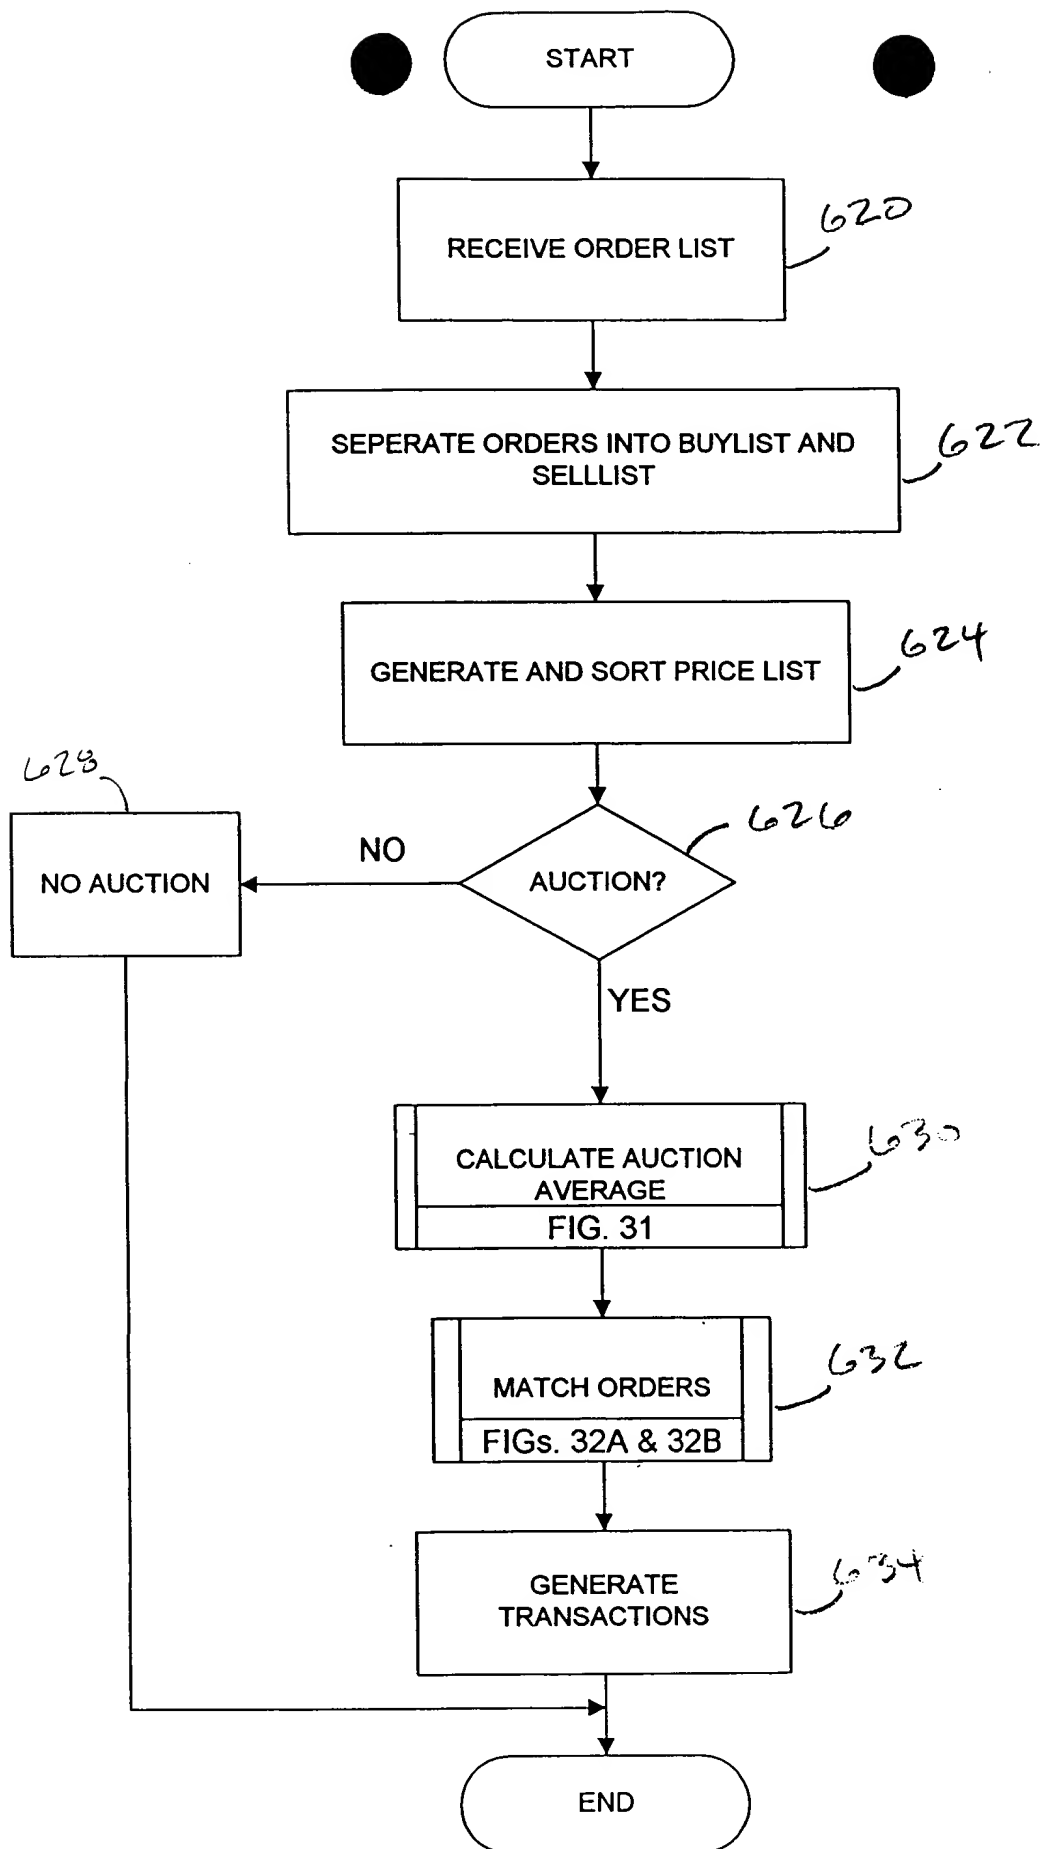 START
RECEIVE ORDER LIST
620
SEPERATE ORDERS INTO BUYLIST AND
SELLLIST
622
GENERATE AND SORT PRICE LIST
624
628
NO AUCTION
NO
AUCTION?
626
YES
CALCULATE AUCTION
AVERAGE
FIG. 31
630
MATCH ORDERS
FIGs. 32A & 32B
632
GENERATE
TRANSACTIONS
634
END